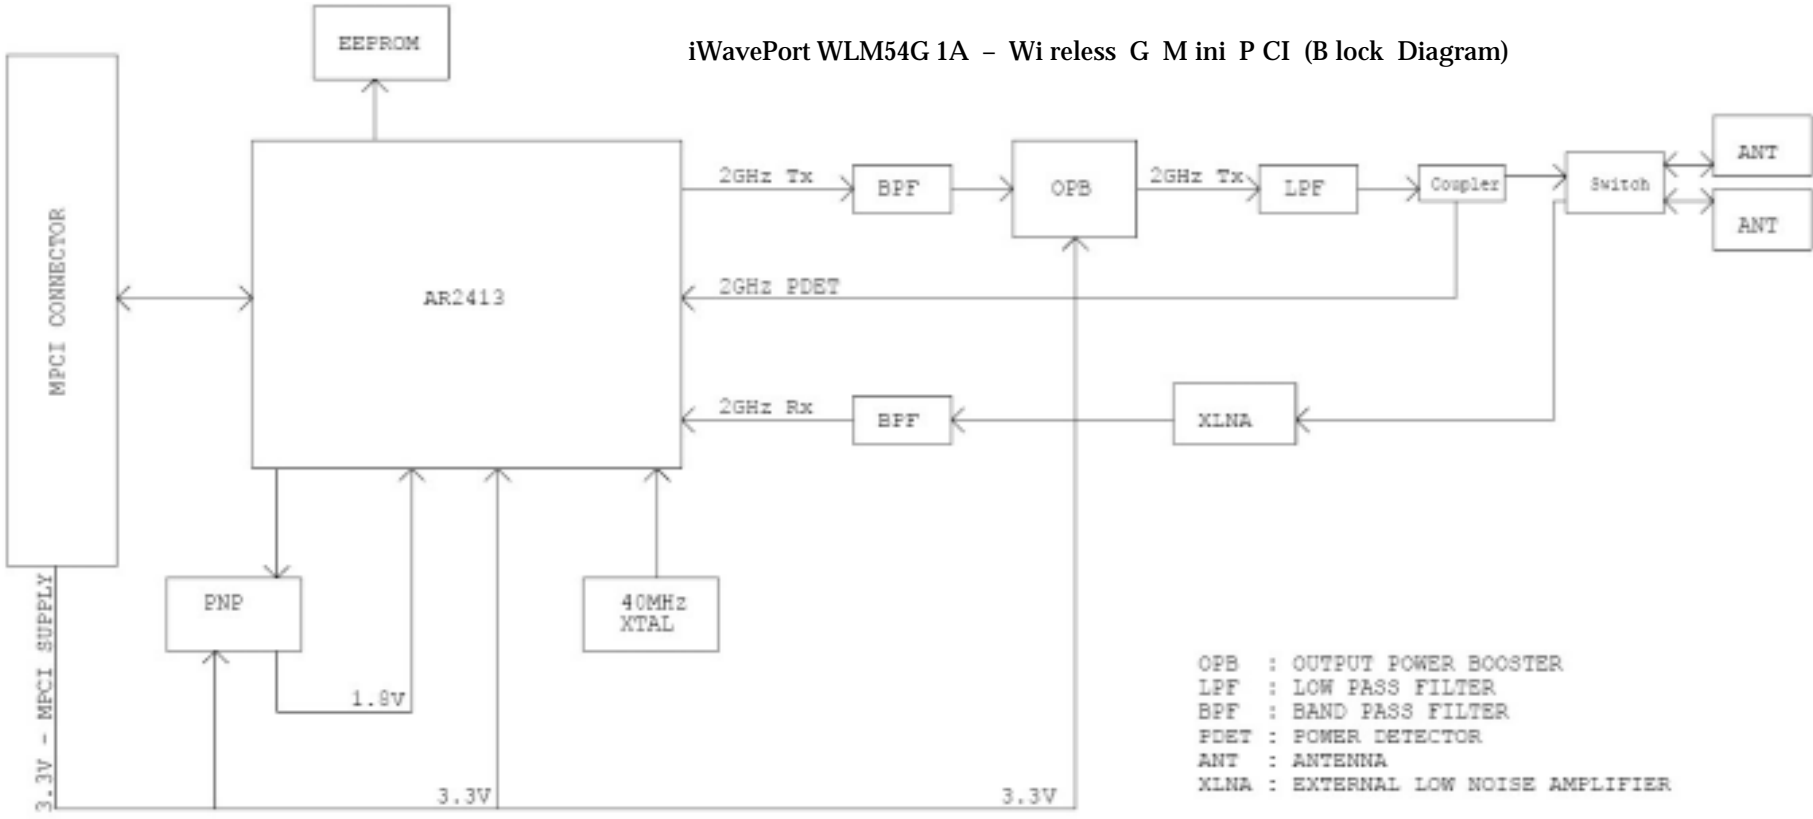 EEPROM
iWavePort WLM54G 1A – Wi reless G M ini P CI (B lock Diagram)
MPCI CONNECTOR
AR2413
2GHz Tx
BPF
OPB
2GHz Tx
LPF
Coupler
Switch
ANT
ANT
2GHz PDET
2GHz Rx
BPF
XLNA
PNP
40MHz
XTAL
1.8V
3.3V - MPCI SUPPLY
3.3V
3.3V
OPB : OUTPUT POWER BOOSTER
LPF : LOW PASS FILTER
BPF : BAND PASS FILTER
PDET : POWER DETECTOR
ANT : ANTENNA
XLNA : EXTERNAL LOW NOISE AMPLIFIER